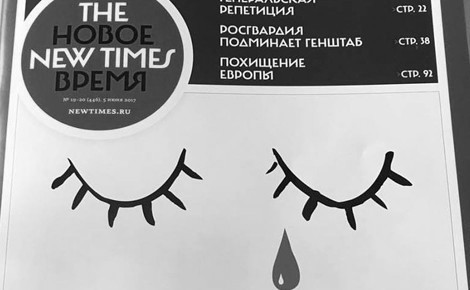 THE
НОВОЕ
NEW TIMES
ВРЕМЯ
NEWTIMES.RU
ГЕНЕРАЛЬСКАЯ
РЕПЕТИЦИЯ
>СТР. 22
РОСГВАРДИЯ
ПОДМИНАЕТ ГЕНШТАБ
>СТР. 38
ПОХИЩЕНИЕ
ЕВРОПЫ
>СТР. 92